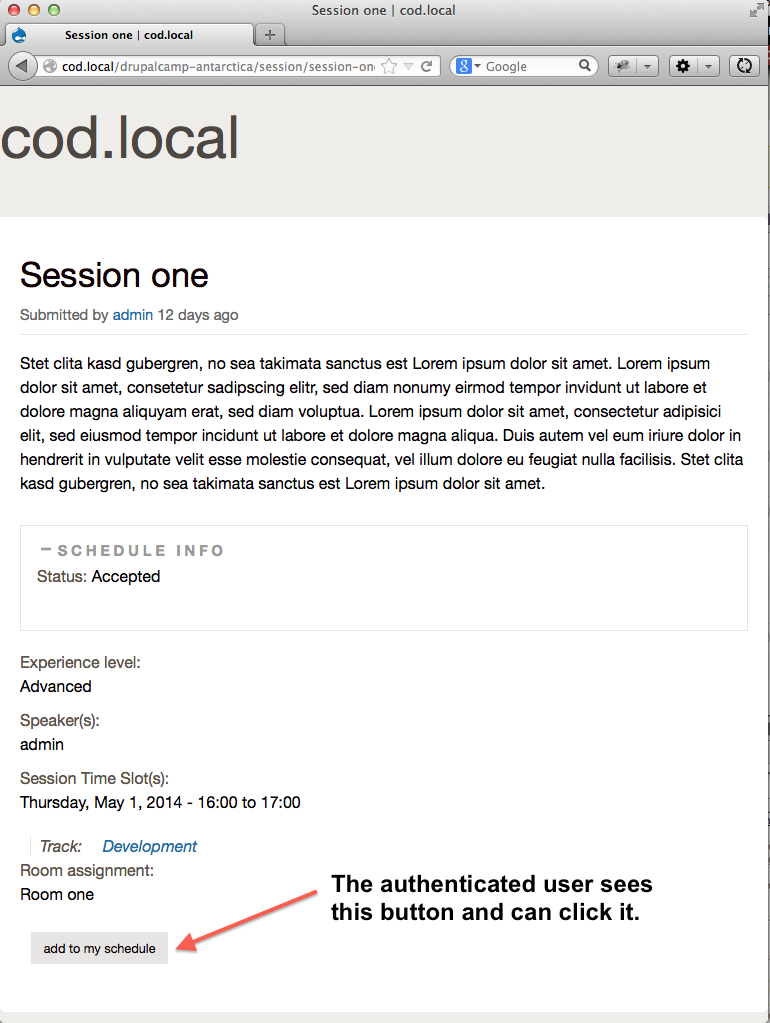 Session one | cod.local
Session one | cod.local
cod.local/drupalcamp-antarctica/session/session-on
Google
cod.local
Session one
Submitted by admin 12 days ago
Stet clita kasd gubergren, no sea takimata sanctus est Lorem ipsum dolor sit amet. Lorem ipsum
dolor sit amet, consetetur sadipscing elitr, sed diam nonumy eirmod tempor invidunt ut labore et
dolore magna aliquyam erat, sed diam voluptua. Lorem ipsum dolor sit amet, consectetur adipisici
elit, sed eiusmod tempor incidunt ut labore et dolore magna aliqua. Duis autem vel eum iriure dolor in
hendrerit in vulputate velit esse molestie consequat, vel illum dolore eu feugiat nulla facilisis. Stet clita
kasd gubergren, no sea takimata sanctus est Lorem ipsum dolor sit amet.
SCHEDULE INFO
Status: Accepted
Experience level:
Advanced
Speaker(s):
admin
Session Time Slot(s):
Thursday, May 1, 2014 - 16:00 to 17:00
Track: Development
Room assignment:
Room one
The authenticated user sees
this button and can click it.
add to my schedule